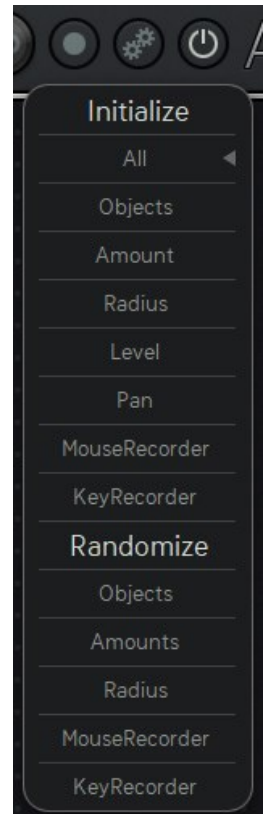 Initialize
All
Objects
Amount
Radius
Level
Pan
MouseRecorder
KeyRecorder
Randomize
Objects
Amounts
Radius
MouseRecorder
KeyRecorder